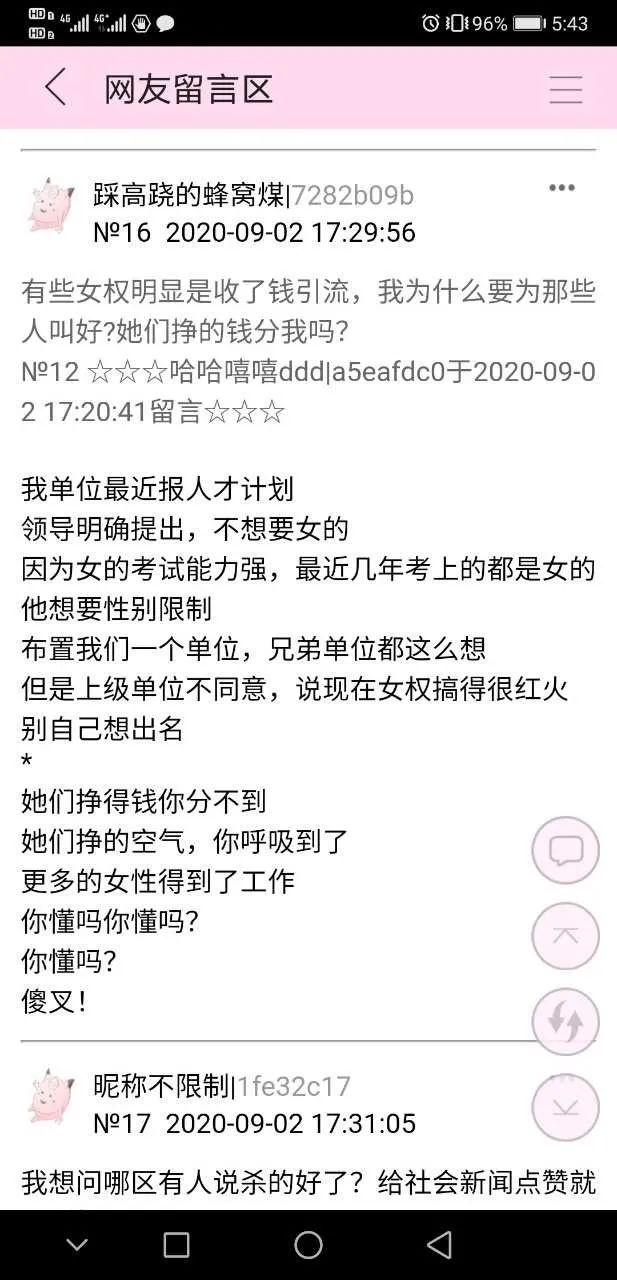 HD 1 4G 4G+ 96% 5:43
HD 2
网友留言区
踩高跷的蜂窝煤|7282b09b
№16 2020-09-02 17:29:56
有些女权明显是收了钱引流，我为什么要为那些
人叫好?她们挣的钱分我吗？
№12 ☆☆☆哈哈嘻嘻ddd|a5eafdc0于2020-09-0
2 17:20:41留言☆☆☆
我单位最近报人才计划
领导明确提出，不想要女的
因为女的考试能力强，最近几年考上的都是女的
他想要性别限制
布置我们一个单位，兄弟单位都这么想
但是上级单位不同意，说现在女权搞得很红火
别自己想出名
*
她们挣得钱你分不到
她们挣的空气，你呼吸到了
更多的女性得到了工作
你懂吗你懂吗？
你懂吗？
傻叉！
昵称不限制|1fe32c17
№17 2020-09-02 17:31:05
我想问哪区有人说杀的好了？给社会新闻点赞就